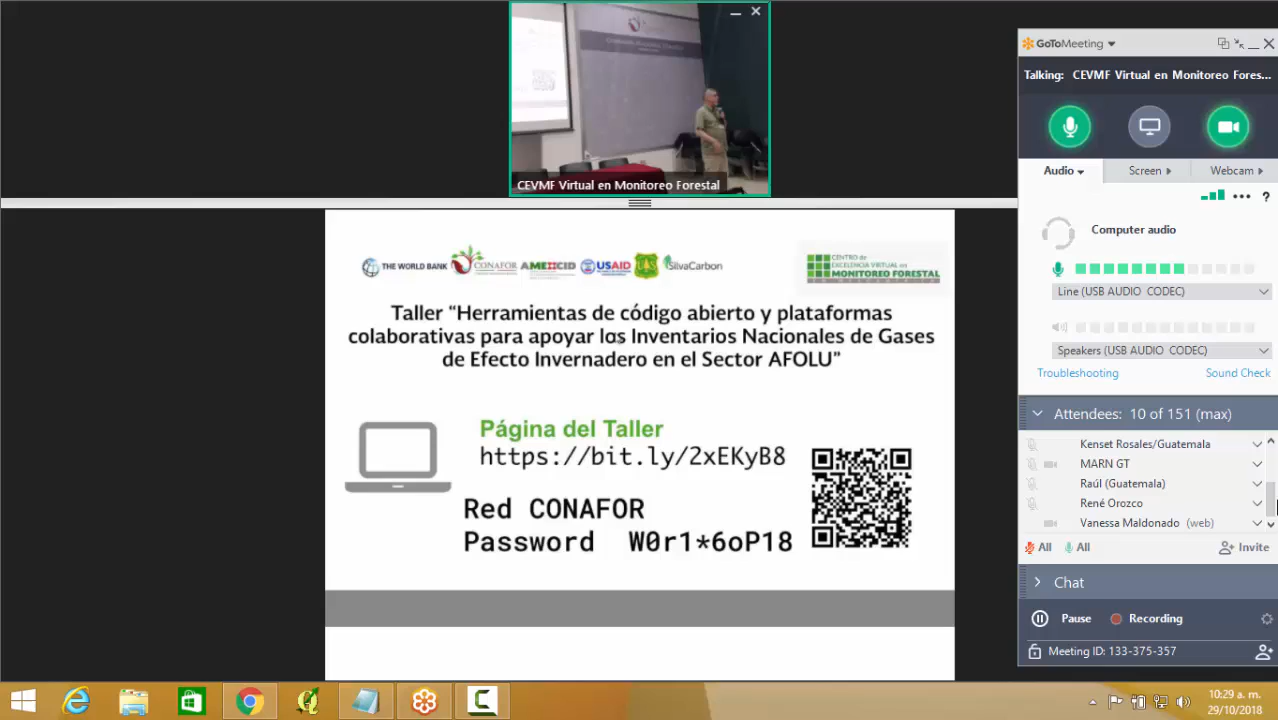 CEVMF Virtual en Monitoreo Forestal
THE WORLD BANK
CONAFOR
AMEXCID
USAID
SilvaCarbon
CENTRO de
EXCELENCIA VIRTUAL en
MONITOREO FORESTAL
Taller “Herramientas de código abierto y plataformas
colaborativas para apoyar los Inventarios Nacionales de Gases
de Efecto Invernadero en el Sector AFOLU”
Página del Taller
https://bit.ly/2xEKyB8
Red CONAFOR
Password W0r1*6oP18
GoToMeeting
Talking: CEVMF Virtual en Monitoreo Fores...
Audio
Screen
Webcam
?
Computer audio
Line (USB AUDIO CODEC)
Speakers (USB AUDIO CODEC)
Troubleshooting Sound Check
Attendees: 10 of 151 (max)
Kenset Rosales/Guatemala
MARN GT
Raúl (Guatemala)
René Orozco
Vanessa Maldonado (web)
All All Invite
Chat
Pause Recording
Meeting ID: 133-375-357
10:29 a. m.
29/10/2018